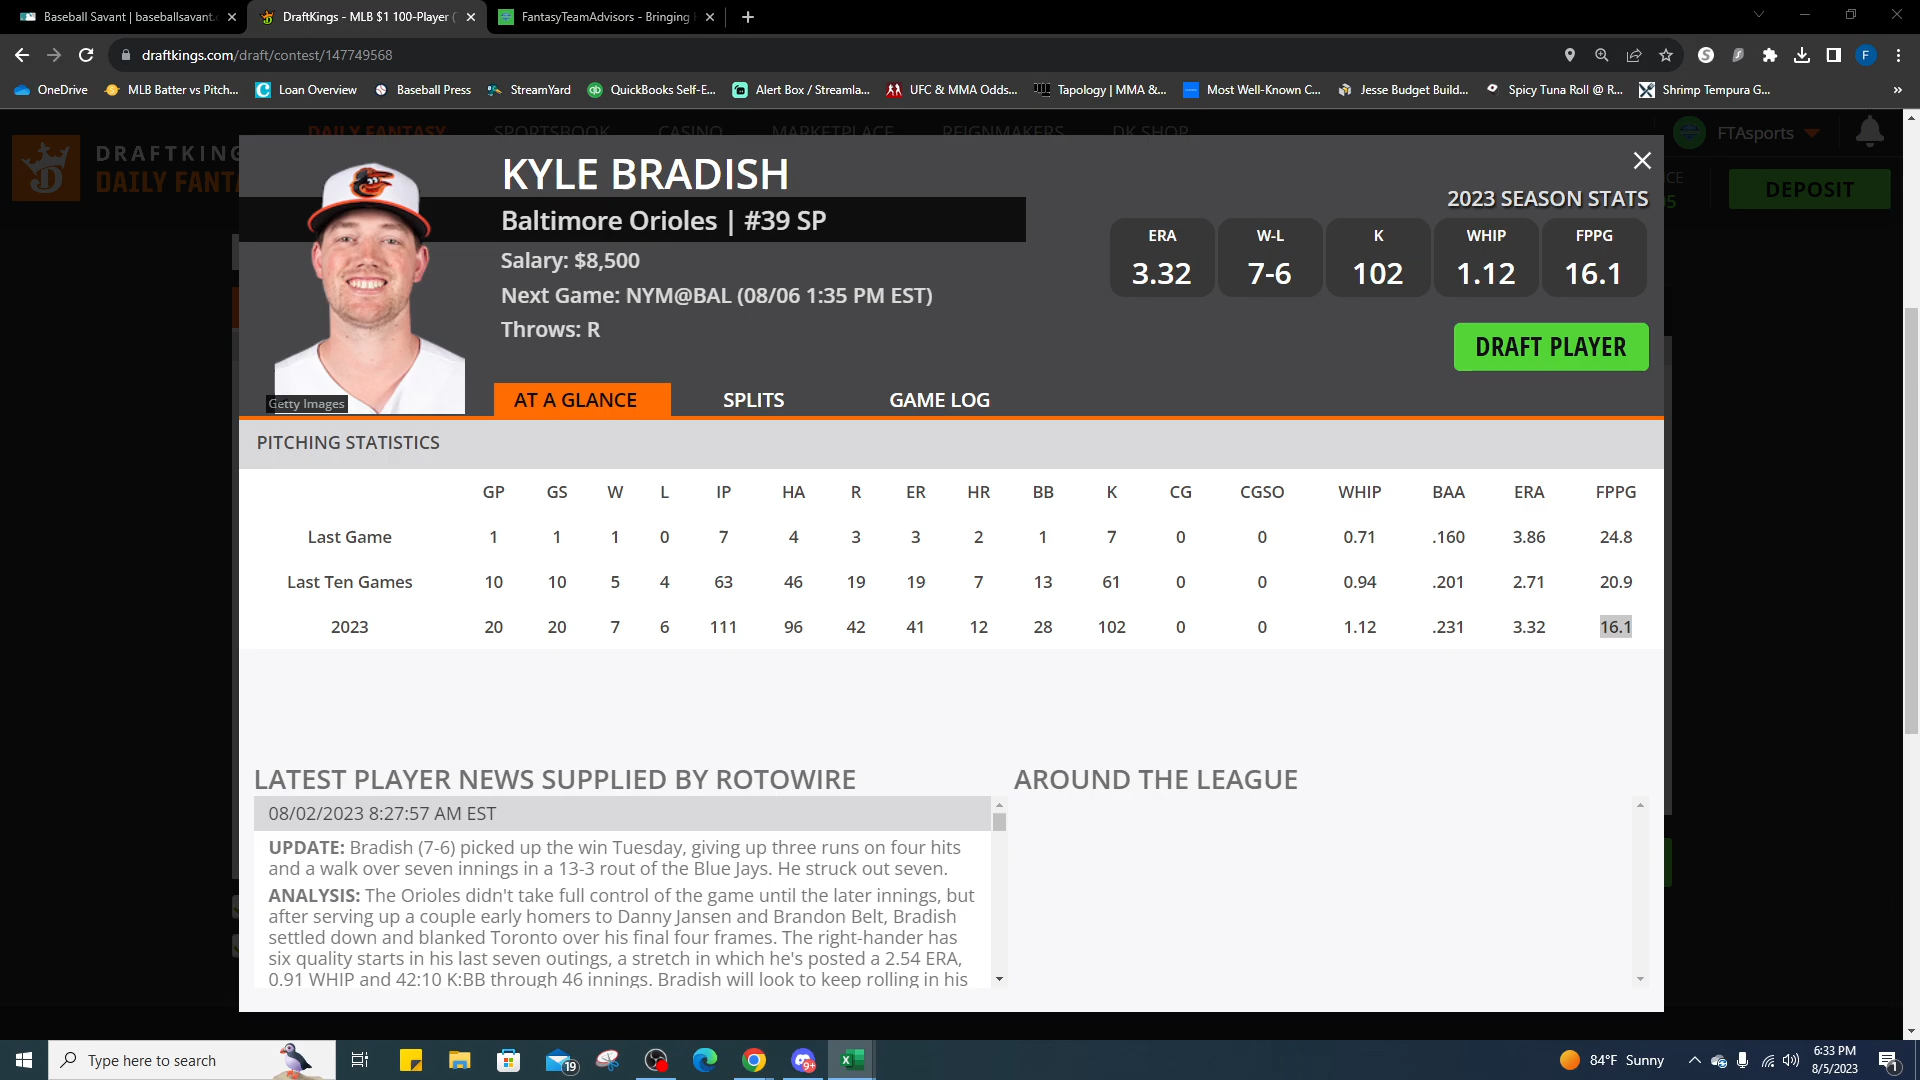 Baseball Savant | baseballsavant.
DraftKings - MLB $1 100-Player (
FantasyTeamAdvisors - Bringing
draftkings.com/draft/contest/147749568
OneDrive MLB Batter vs Pitch... Loan Overview Baseball Press StreamYard QuickBooks Self-E... Alert Box / Streamla... UFC & MMA Odds... Tapology | MMA &... Most Well-Known C... Jesse Budget Build... Spicy Tuna Roll @ R... Shrimp Tempura G... »
DAILY FANTASY SPORTSBOOK CASINO MARKETPLACE REIGNMAKERS DK SHOP
FTAsports
DRAFTKING
DAILY FANTA
DEPOSIT
KYLE BRADISH
Baltimore Orioles | #39 SP
Salary: $8,500
Next Game: NYM@BAL (08/06 1:35 PM EST)
Throws: R
Getty Images
2023 SEASON STATS
ERA W-L K WHIP FPPG
3.32 7-6 102 1.12 16.1
DRAFT PLAYER
AT A GLANCE SPLITS GAME LOG
PITCHING STATISTICS
GP GS W L IP HA R ER HR BB K CG CGSO WHIP BAA ERA FPPG
Last Game 1 1 1 0 7 4 3 3 2 1 7 0 0 0.71 .160 3.86 24.8
Last Ten Games 10 10 5 4 63 46 19 19 7 13 61 0 0 0.94 .201 2.71 20.9
2023 20 20 7 6 111 96 42 41 12 28 102 0 0 1.12 .231 3.32 16.1
LATEST PLAYER NEWS SUPPLIED BY ROTOWIRE
08/02/2023 8:27:57 AM EST
UPDATE: Bradish (7-6) picked up the win Tuesday, giving up three runs on four hits
and a walk over seven innings in a 13-3 rout of the Blue Jays. He struck out seven.
ANALYSIS: The Orioles didn't take full control of the game until the later innings, but
after serving up a couple early homers to Danny Jansen and Brandon Belt, Bradish
settled down and blanked Toronto over his final four frames. The right-hander has
six quality starts in his last seven outings, a stretch in which he's posted a 2.54 ERA,
0.91 WHIP and 42:10 K:BB through 46 innings. Bradish will look to keep rolling in his
AROUND THE LEAGUE
Type here to search
19
9+
84°F Sunny
6:33 PM
8/5/2023
1